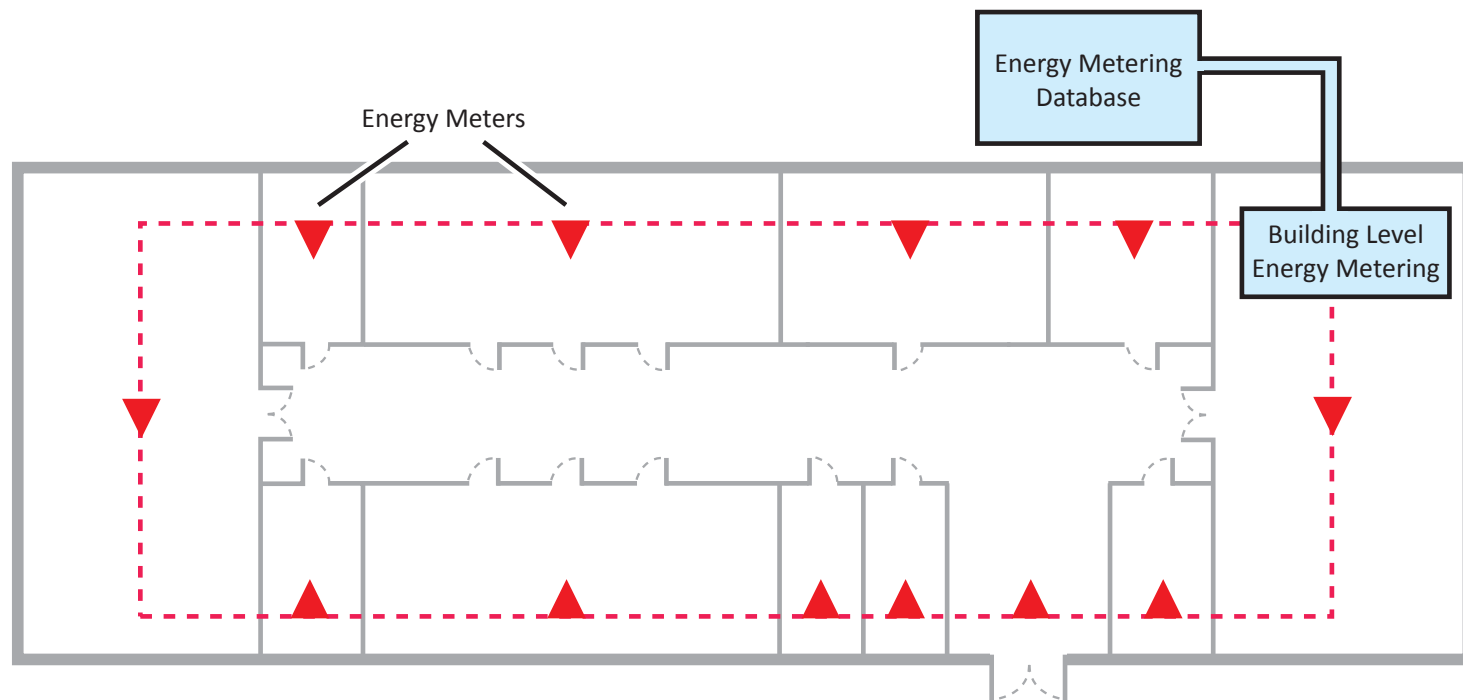 Energy Metering
Database
Energy Meters
Building Level
Energy Metering